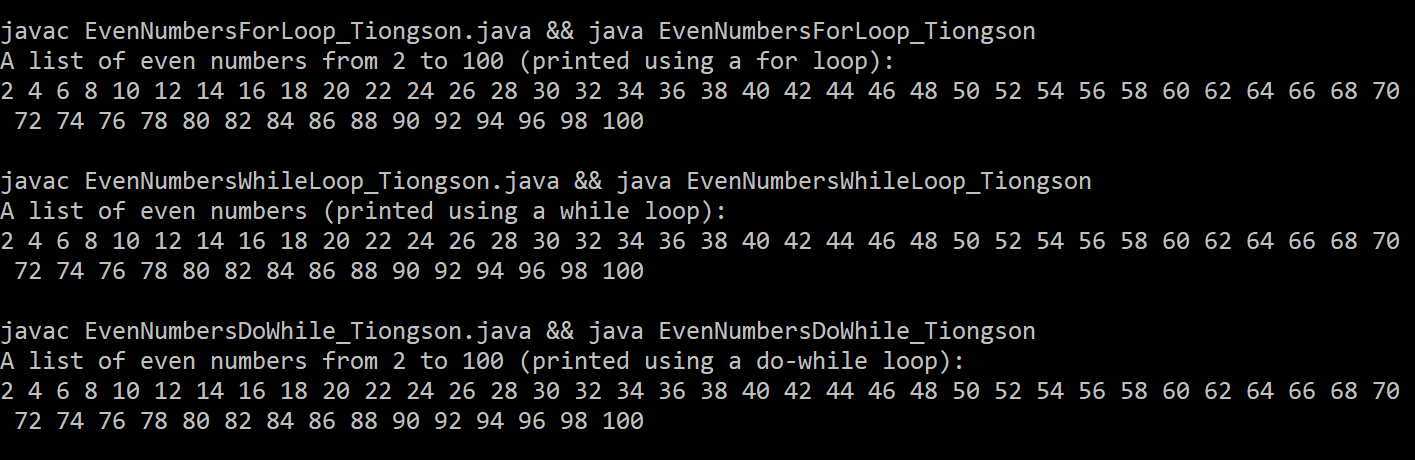 javac EvenNumbersForLoop_Tiongson.java && java EvenNumbersForLoop_Tiongson
A list of even numbers from 2 to 100 (printed using a for loop):
2 4 6 8 10 12 14 16 18 20 22 24 26 28 30 32 34 36 38 40 42 44 46 48 50 52 54 56 58 60 62 64 66 68 70
72 74 76 78 80 82 84 86 88 90 92 94 96 98 100
javac EvenNumbersWhileLoop_Tiongson.java && java EvenNumbersWhileLoop_Tiongson
A list of even numbers (printed using a while loop):
2 4 6 8 10 12 14 16 18 20 22 24 26 28 30 32 34 36 38 40 42 44 46 48 50 52 54 56 58 60 62 64 66 68 70
72 74 76 78 80 82 84 86 88 90 92 94 96 98 100
javac EvenNumbersDoWhile_Tiongson.java && java EvenNumbersDoWhile_Tiongson
A list of even numbers from 2 to 100 (printed using a do-while loop):
2 4 6 8 10 12 14 16 18 20 22 24 26 28 30 32 34 36 38 40 42 44 46 48 50 52 54 56 58 60 62 64 66 68 70
72 74 76 78 80 82 84 86 88 90 92 94 96 98 100